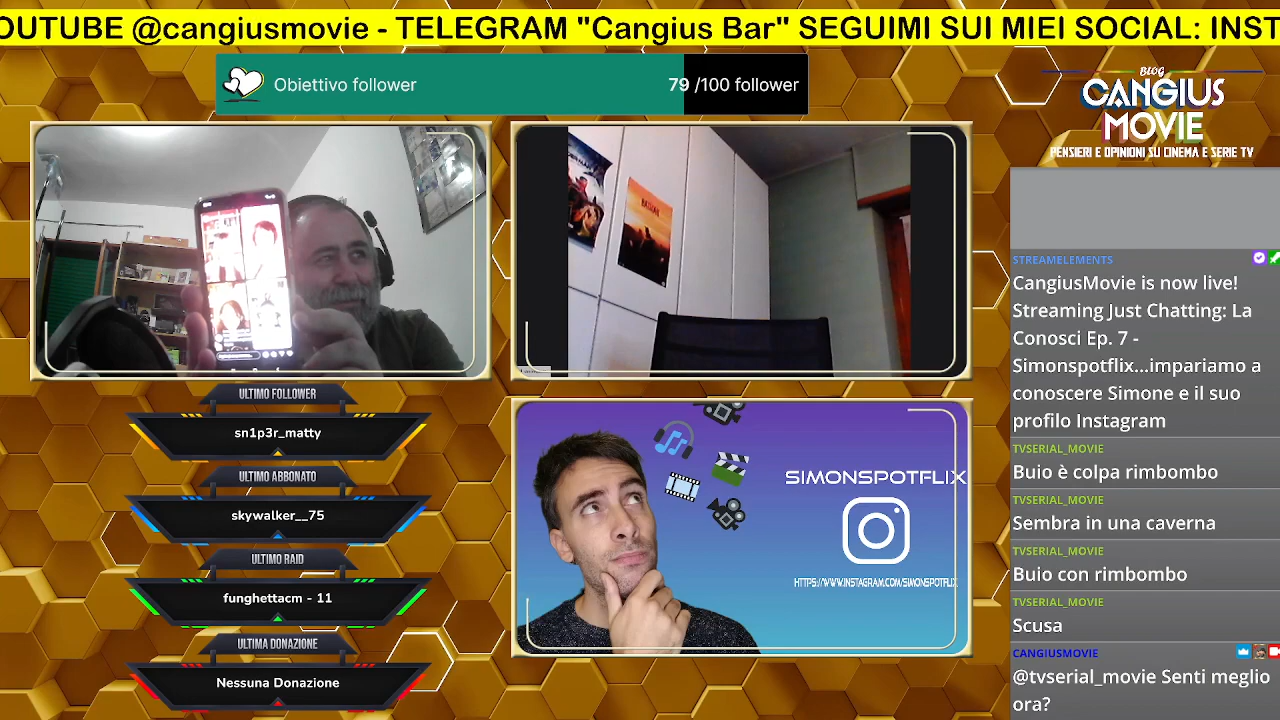 OUTUBE @cangiusmovie - TELEGRAM "Cangius Bar" SEGUIMI SUI MIEI SOCIAL: INST
Obiettivo follower
79 /100 follower
BLOG
CANGIUS
MOVIE
PENSIERI E OPINIONI SU CINEMA E SERIE TV
ULTIMO FOLLOWER
sn1p3r_matty
ULTIMO ABBONATO
skywalker__75
ULTIMO RAID
funghettacm - 11
ULTIMA DONAZIONE
Nessuna Donazione
SIMONSPOTFLIX
HTTPS://WWW.INSTAGRAM.COM/SIMONSPOTFLIX
STREAMELEMENTS
CangiusMovie is now live!
Streaming Just Chatting: La
Conosci Ep. 7 -
Simonspotflix...impariamo a
conoscere Simone e il suo
profilo Instagram
TVSERIAL_MOVIE
Buio è colpa rimbombo
TVSERIAL_MOVIE
Sembra in una caverna
TVSERIAL_MOVIE
Buio con rimbombo
TVSERIAL_MOVIE
Scusa
CANGIUSMOVIE
@tvserial_movie Senti meglio
ora?